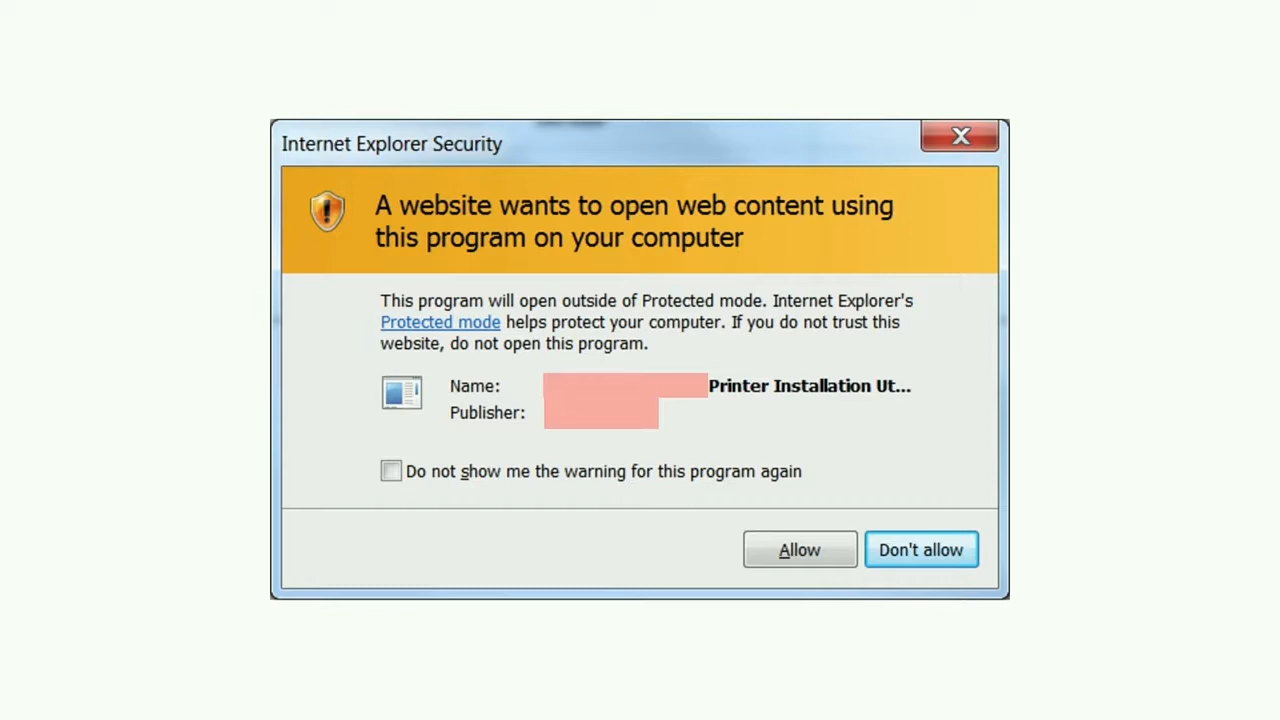 Internet Explorer Security
A website wants to open web content using
this program on your computer
This program will open outside of Protected mode. Internet Explorer's
Protected mode helps protect your computer. If you do not trust this
website, do not open this program.
Name: Printer Installation Ut...
Publisher:
Do not show me the warning for this program again
Allow
Don't allow